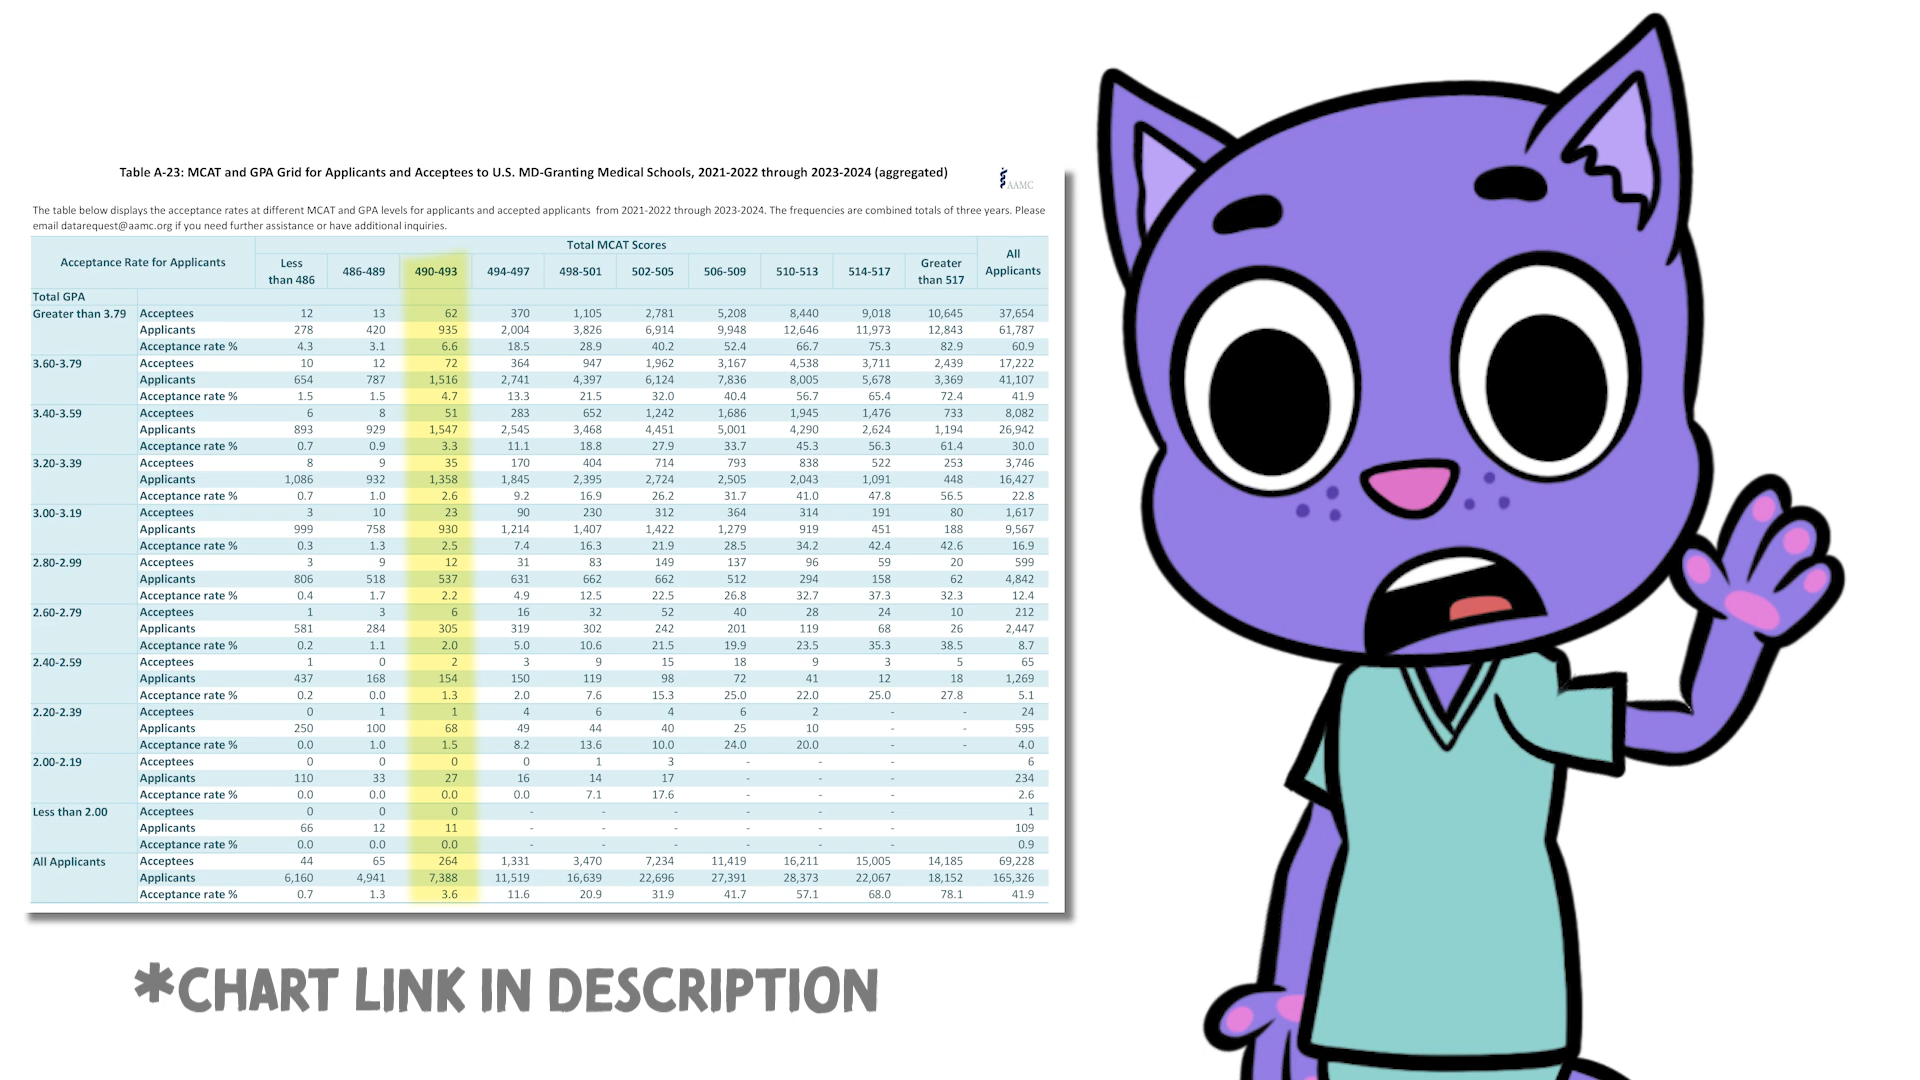 Table A-23: MCAT and GPA Grid for Applicants and Acceptees to U.S. MD-Granting Medical Schools, 2021-2022 through 2023-2024 (aggregated)
AAMC
The table below displays the acceptance rates at different MCAT and GPA levels for applicants and accepted applicants from 2021-2022 through 2023-2024. The frequencies are combined totals of three years. Please
email datarequest@aamc.org if you need further assistance or have additional inquiries.
Acceptance Rate for Applicants Total MCAT Scores All Applicants
Less than 486 486-489 490-493 494-497 498-501 502-505 506-509 510-513 514-517 Greater than 517
Total GPA
Greater than 3.79 Acceptees 12 13 62 370 1,105 2,781 5,208 8,440 9,018 10,645 37,654
Applicants 278 420 935 2,004 3,826 6,914 9,948 12,646 11,973 12,843 61,787
Acceptance rate % 4.3 3.1 6.6 18.5 28.9 40.2 52.4 66.7 75.3 82.9 60.9
3.60-3.79 Acceptees 10 12 72 364 947 1,962 3,167 4,538 3,711 2,439 17,222
Applicants 654 787 1,516 2,741 4,397 6,124 7,836 8,005 5,678 3,369 41,107
Acceptance rate % 1.5 1.5 4.7 13.3 21.5 32.0 40.4 56.7 65.4 72.4 41.9
3.40-3.59 Acceptees 6 8 51 283 652 1,242 1,686 1,945 1,476 733 8,082
Applicants 893 929 1,547 2,545 3,468 4,451 5,001 4,290 2,624 1,194 26,942
Acceptance rate % 0.7 0.9 3.3 11.1 18.8 27.9 33.7 45.3 56.3 61.4 30.0
3.20-3.39 Acceptees 8 9 35 170 404 714 793 838 522 253 3,746
Applicants 1,086 932 1,358 1,845 2,395 2,724 2,505 2,043 1,091 448 16,427
Acceptance rate % 0.7 1.0 2.6 9.2 16.9 26.2 31.7 41.0 47.8 56.5 22.8
3.00-3.19 Acceptees 3 10 23 90 230 312 364 314 191 80 1,617
Applicants 999 758 930 1,214 1,407 1,422 1,279 919 451 188 9,567
Acceptance rate % 0.3 1.3 2.5 7.4 16.3 21.9 28.5 34.2 42.4 42.6 16.9
2.80-2.99 Acceptees 3 9 12 31 83 149 137 96 59 20 599
Applicants 806 518 537 631 662 662 512 294 158 62 4,842
Acceptance rate % 0.4 1.7 2.2 4.9 12.5 22.5 26.8 32.7 37.3 32.3 12.4
2.60-2.79 Acceptees 1 3 6 16 32 52 40 28 24 10 212
Applicants 581 284 305 319 302 242 201 119 68 26 2,447
Acceptance rate % 0.2 1.1 2.0 5.0 10.6 21.5 19.9 23.5 35.3 38.5 8.7
2.40-2.59 Acceptees 1 0 2 3 9 15 18 9 3 5 65
Applicants 437 168 154 150 119 98 72 41 12 18 1,269
Acceptance rate % 0.2 0.0 1.3 2.0 7.6 15.3 25.0 22.0 25.0 27.8 5.1
2.20-2.39 Acceptees 0 1 1 4 6 4 6 2 - - 24
Applicants 250 100 68 49 44 40 25 10 - - 595
Acceptance rate % 0.0 1.0 1.5 8.2 13.6 10.0 24.0 20.0 - - 4.0
2.00-2.19 Acceptees 0 0 0 0 1 3 - - - 6
Applicants 110 33 27 16 14 17 - - - 234
Acceptance rate % 0.0 0.0 0.0 0.0 7.1 17.6 - - - 2.6
Less than 2.00 Acceptees 0 0 0 - - - - - - 1
Applicants 66 12 11 - - - - - - 109
Acceptance rate % 0.0 0.0 0.0 - - - - - - 0.9
All Applicants Acceptees 44 65 264 1,331 3,470 7,234 11,419 16,211 15,005 14,185 69,228
Applicants 6,160 4,941 7,388 11,519 16,639 22,696 27,391 28,373 22,067 18,152 165,326
Acceptance rate % 0.7 1.3 3.6 11.6 20.9 31.9 41.7 57.1 68.0 78.1 41.9
*CHART LINK IN DESCRIPTION